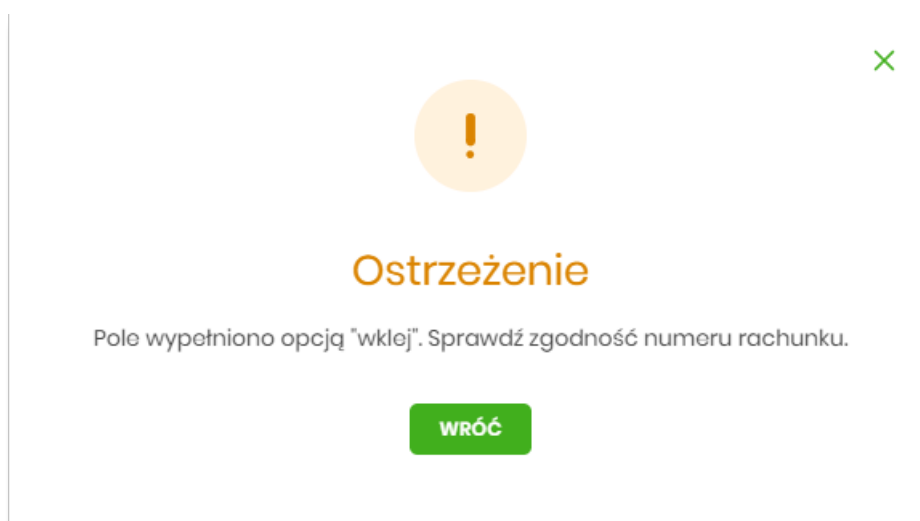 Ostrzeżenie
Pole wypełniono opcją "wklej". Sprawdź zgodność numeru rachunku.
WRÓĆ